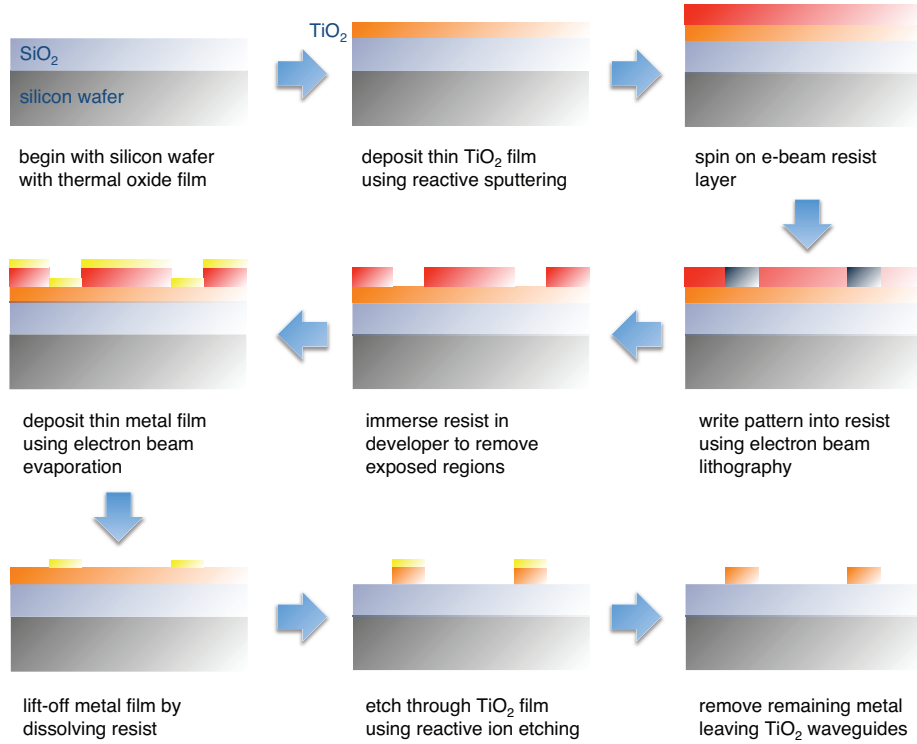 SiO₂
silicon wafer
begin with silicon wafer
with thermal oxide film
TiO₂
deposit thin TiO₂ film
using reactive sputtering
spin on e-beam resist
layer
write pattern into resist
using electron beam
lithography
immerse resist in
developer to remove
exposed regions
deposit thin metal film
using electron beam
evaporation
lift-off metal film by
dissolving resist
etch through TiO₂ film
using reactive ion etching
remove remaining metal
leaving TiO₂ waveguides